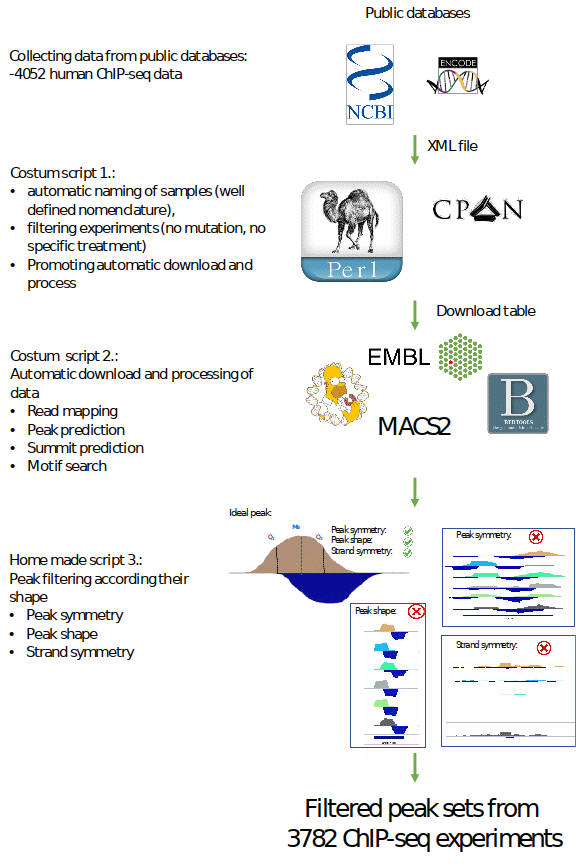 Public databases
Collecting data from public databases:
-4052 human ChIP-seq data
NCBI
ENCODE
XML file
Costum script 1.:
• automatic naming of samples (well
defined nomenclature),
• filtering experiments (no mutation, no
specific treatment)
• Promoting automatic download and
process
Perl
CPAN
Download table
Costum script 2.:
Automatic download and processing of
data
• Read mapping
• Peak prediction
• Summit prediction
• Motif search
EMBL
MACS2
B
BEDTOOLS
Ideal peak:
Peak symmetry:
Peak shape:
Strand symmetry:
Peak symmetry:
Home made script 3.:
Peak filtering according their
shape
• Peak symmetry
• Peak shape
• Strand symmetry
Peak shape:
Strand symmetry:
Filtered peak sets from
3782 ChIP-seq experiments